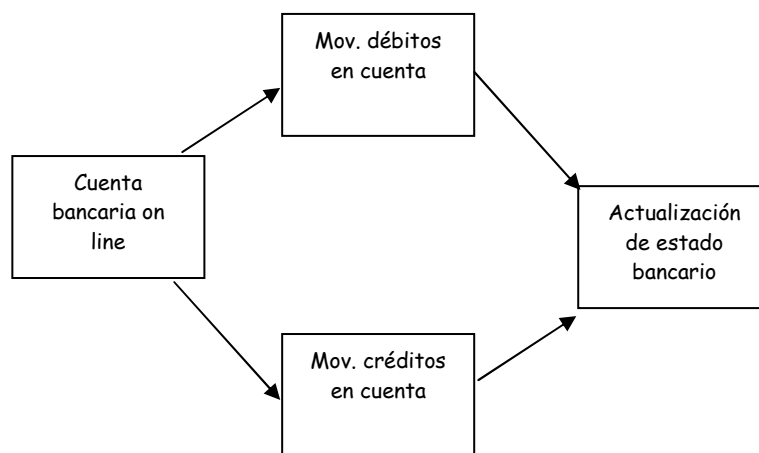 Mov. débitos
en cuenta
Cuenta
bancaria on
line
Actualización
de estado
bancario
Mov. créditos
en cuenta